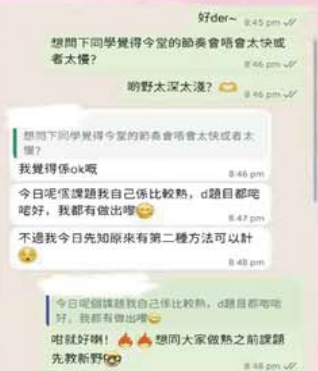 好der~ 8:45 pm
想問下同學覺得今堂的節奏會唔會太快或
者太慢? 8:46 pm
啲野太深太淺? 8:46 pm
想問下同學覺得今堂的節奏會唔會太快或者太
慢?
我覺得係ok嘅 8:46 pm
今日呢個課題我自己係比較熟，d題目都啱
啱好，我都有做出嚟 8:47 pm
不過我今日先知原來有第二種方法可以計
8:48 pm
今日呢個課題我自己係比較熟，d題目都啱啱
好，我都有做出嚟
咁就好喇! 想同大家做熟之前課題
先教新野 8:48 pm